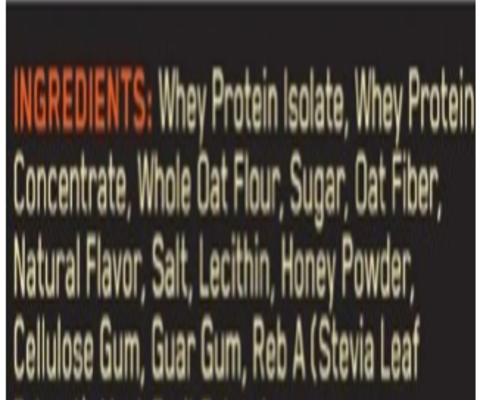 INGREDIENTS: Whey Protein Isolate, Whey Protein
Concentrate, Whole Oat Flour, Sugar, Oat Fiber,
Natural Flavor, Salt, Lecithin, Honey Powder,
Cellulose Gum, Guar Gum, Reb A (Stevia Leaf